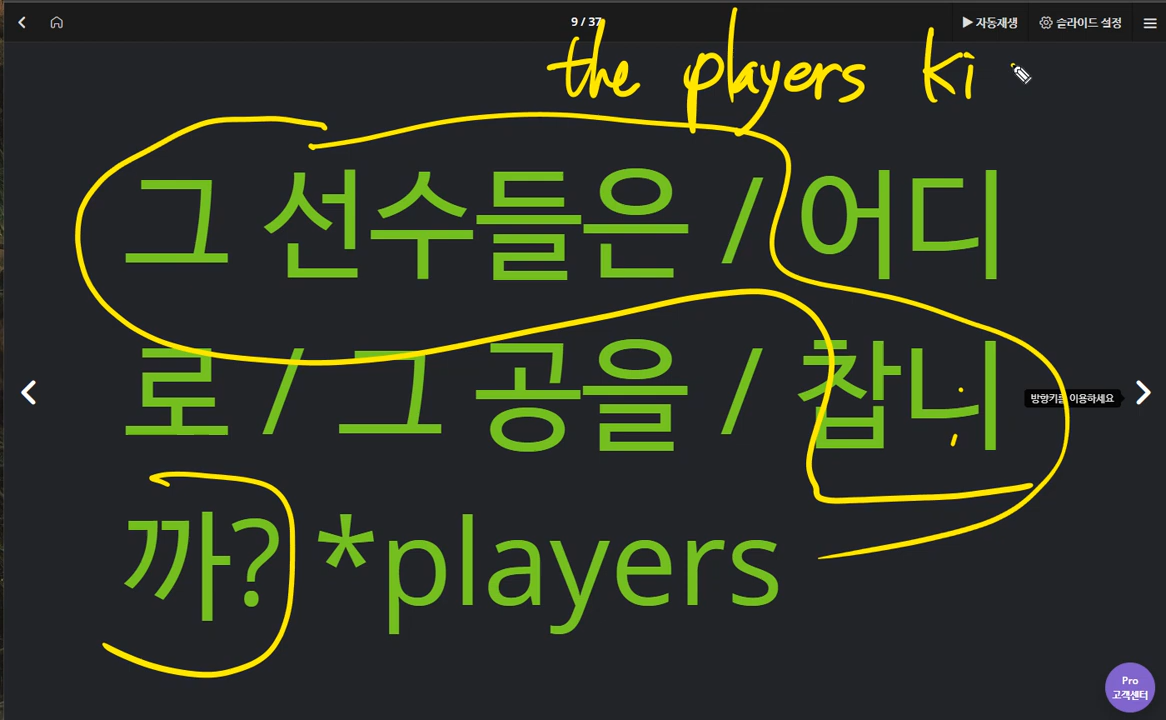 9 / 37
▶ 자동재생
슬라이드 설정
the players ki
그 선수들은 / 어디
로 / 그 공을 / 찹니
방향키를 이용하세요
까? *players
Pro
고객센터